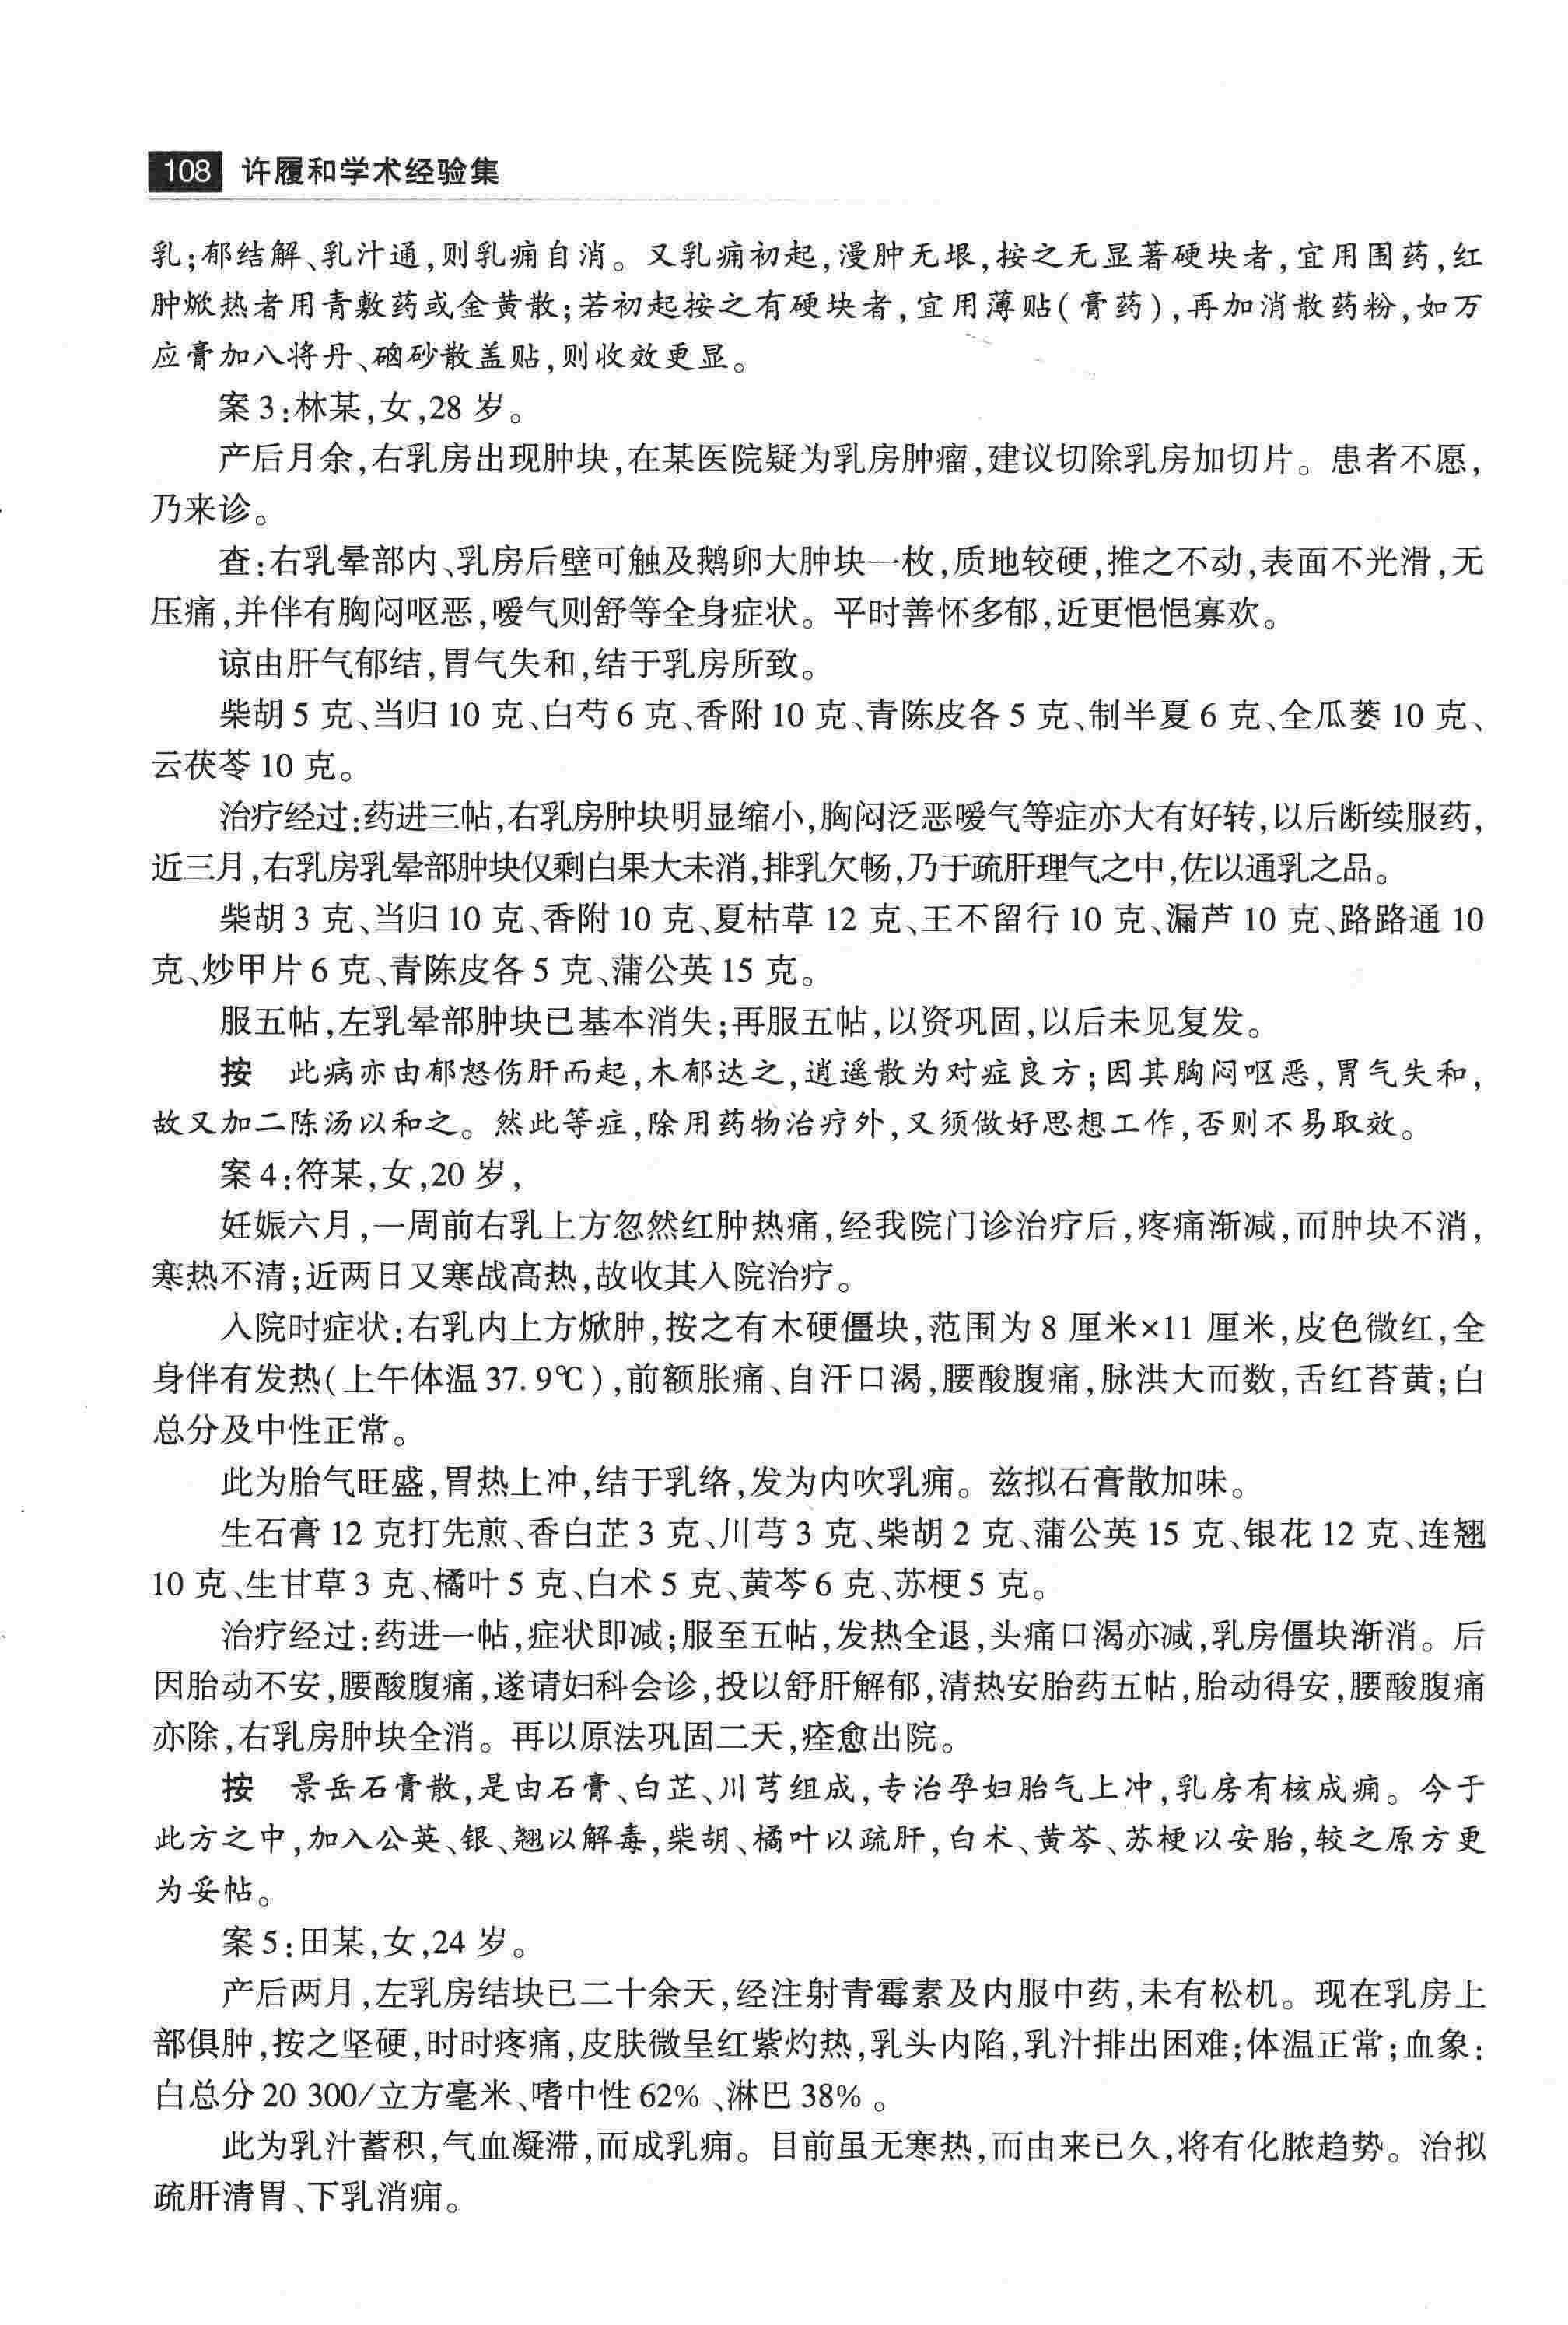 108 许履和学术经验集
乳;郁结解、乳汁通,则乳痈自消。又乳痈初起,漫肿无垠,按之无显著硬块者,宜用围药,红
肿焮热者用青敷药或金黄散;若初起按之有硬块者,宜用薄贴(膏药),再加消散药粉,如万
应膏加八将丹、硇砂散盖贴,则收效更显。
案3:林某,女,28岁。
产后月余,右乳房出现肿块,在某医院疑为乳房肿瘤,建议切除乳房加切片。患者不愿,
乃来诊。
查:右乳晕部内、乳房后壁可触及鹅卵大肿块一枚,质地较硬,推之不动,表面不光滑,无
压痛,并伴有胸闷呕恶,嗳气则舒等全身症状。平时善怀多郁,近更悒悒寡欢。
谅由肝气郁结,胃气失和,结于乳房所致。
柴胡5克、当归10克、白芍6克、香附10克、青陈皮各5克、制半夏6克、全瓜蒌10克、
云茯苓10克。
治疗经过:药进三帖,右乳房肿块明显缩小,胸闷泛恶嗳气等症亦大有好转,以后断续服药,
近三月,右乳房乳晕部肿块仅剩白果大未消,排乳欠畅,乃于疏肝理气之中,佐以通乳之品。
柴胡3克、当归10克、香附10克、夏枯草12克、王不留行10克、漏芦10克、路路通10
克、炒甲片6克、青陈皮各5克、蒲公英15克。
服五帖,左乳晕部肿块已基本消失;再服五帖,以资巩固,以后未见复发。
按 此病亦由郁怒伤肝而起,木郁达之,逍遥散为对症良方;因其胸闷呕恶,胃气失和,
故又加二陈汤以和之。然此等症,除用药物治疗外,又须做好思想工作,否则不易取效。
案4:符某,女,20岁,
妊娠六月,一周前右乳上方忽然红肿热痛,经我院门诊治疗后,疼痛渐减,而肿块不消,
寒热不清;近两日又寒战高热,故收其入院治疗。
入院时症状:右乳内上方焮肿,按之有木硬僵块,范围为8厘米×11厘米,皮色微红,全
身伴有发热(上午体温37.9℃),前额胀痛、自汗口渴,腰酸腹痛,脉洪大而数,舌红苔黄;白
总分及中性正常。
此为胎气旺盛,胃热上冲,结于乳络,发为内吹乳痈。兹拟石膏散加味。
生石膏12克打先煎、香白芷3克、川芎3克、柴胡2克、蒲公英15克、银花12克、连翘
10克、生甘草3克、橘叶5克、白术5克、黄芩6克、苏梗5克。
治疗经过:药进一帖,症状即减;服至五帖,发热全退,头痛口渴亦减,乳房僵块渐消。后
因胎动不安,腰酸腹痛,遂请妇科会诊,投以舒肝解郁,清热安胎药五帖,胎动得安,腰酸腹痛
亦除,右乳房肿块全消。再以原法巩固二天,痊愈出院。
按 景岳石膏散,是由石膏、白芷、川芎组成,专治孕妇胎气上冲,乳房有核成痈。今于
此方之中,加入公英、银、翘以解毒,柴胡、橘叶以疏肝,白术、黄芩、苏梗以安胎,较之原方更
为妥帖。
案5:田某,女,24岁。
产后两月,左乳房结块已二十余天,经注射青霉素及内服中药,未有松机。现在乳房上
部俱肿,按之坚硬,时时疼痛,皮肤微呈红紫灼热,乳头内陷,乳汁排出困难;体温正常;血象:
白总分20 300/立方毫米、嗜中性62%、淋巴38%。
此为乳汁蓄积,气血凝滞,而成乳痈。目前虽无寒热,而由来已久,将有化脓趋势。治拟
疏肝清胃、下乳消痈。